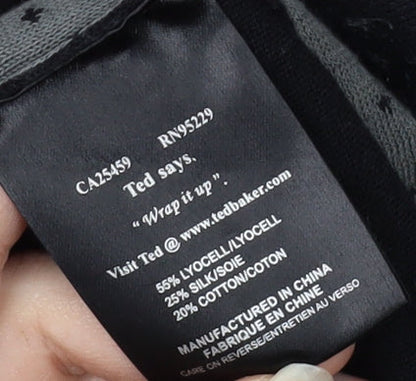 CA25459 RN95229
Ted says,
"Wrap it up".
Visit Ted @ www.tedbaker.com
55% LYOCELL/LYOCELL
25% SILK/SOIE
20% COTTON/COTON
MANUFACTURED IN CHINA
FABRIQUE EN CHINE
CARE ON REVERSE/ENTRETIEN AU VERSO